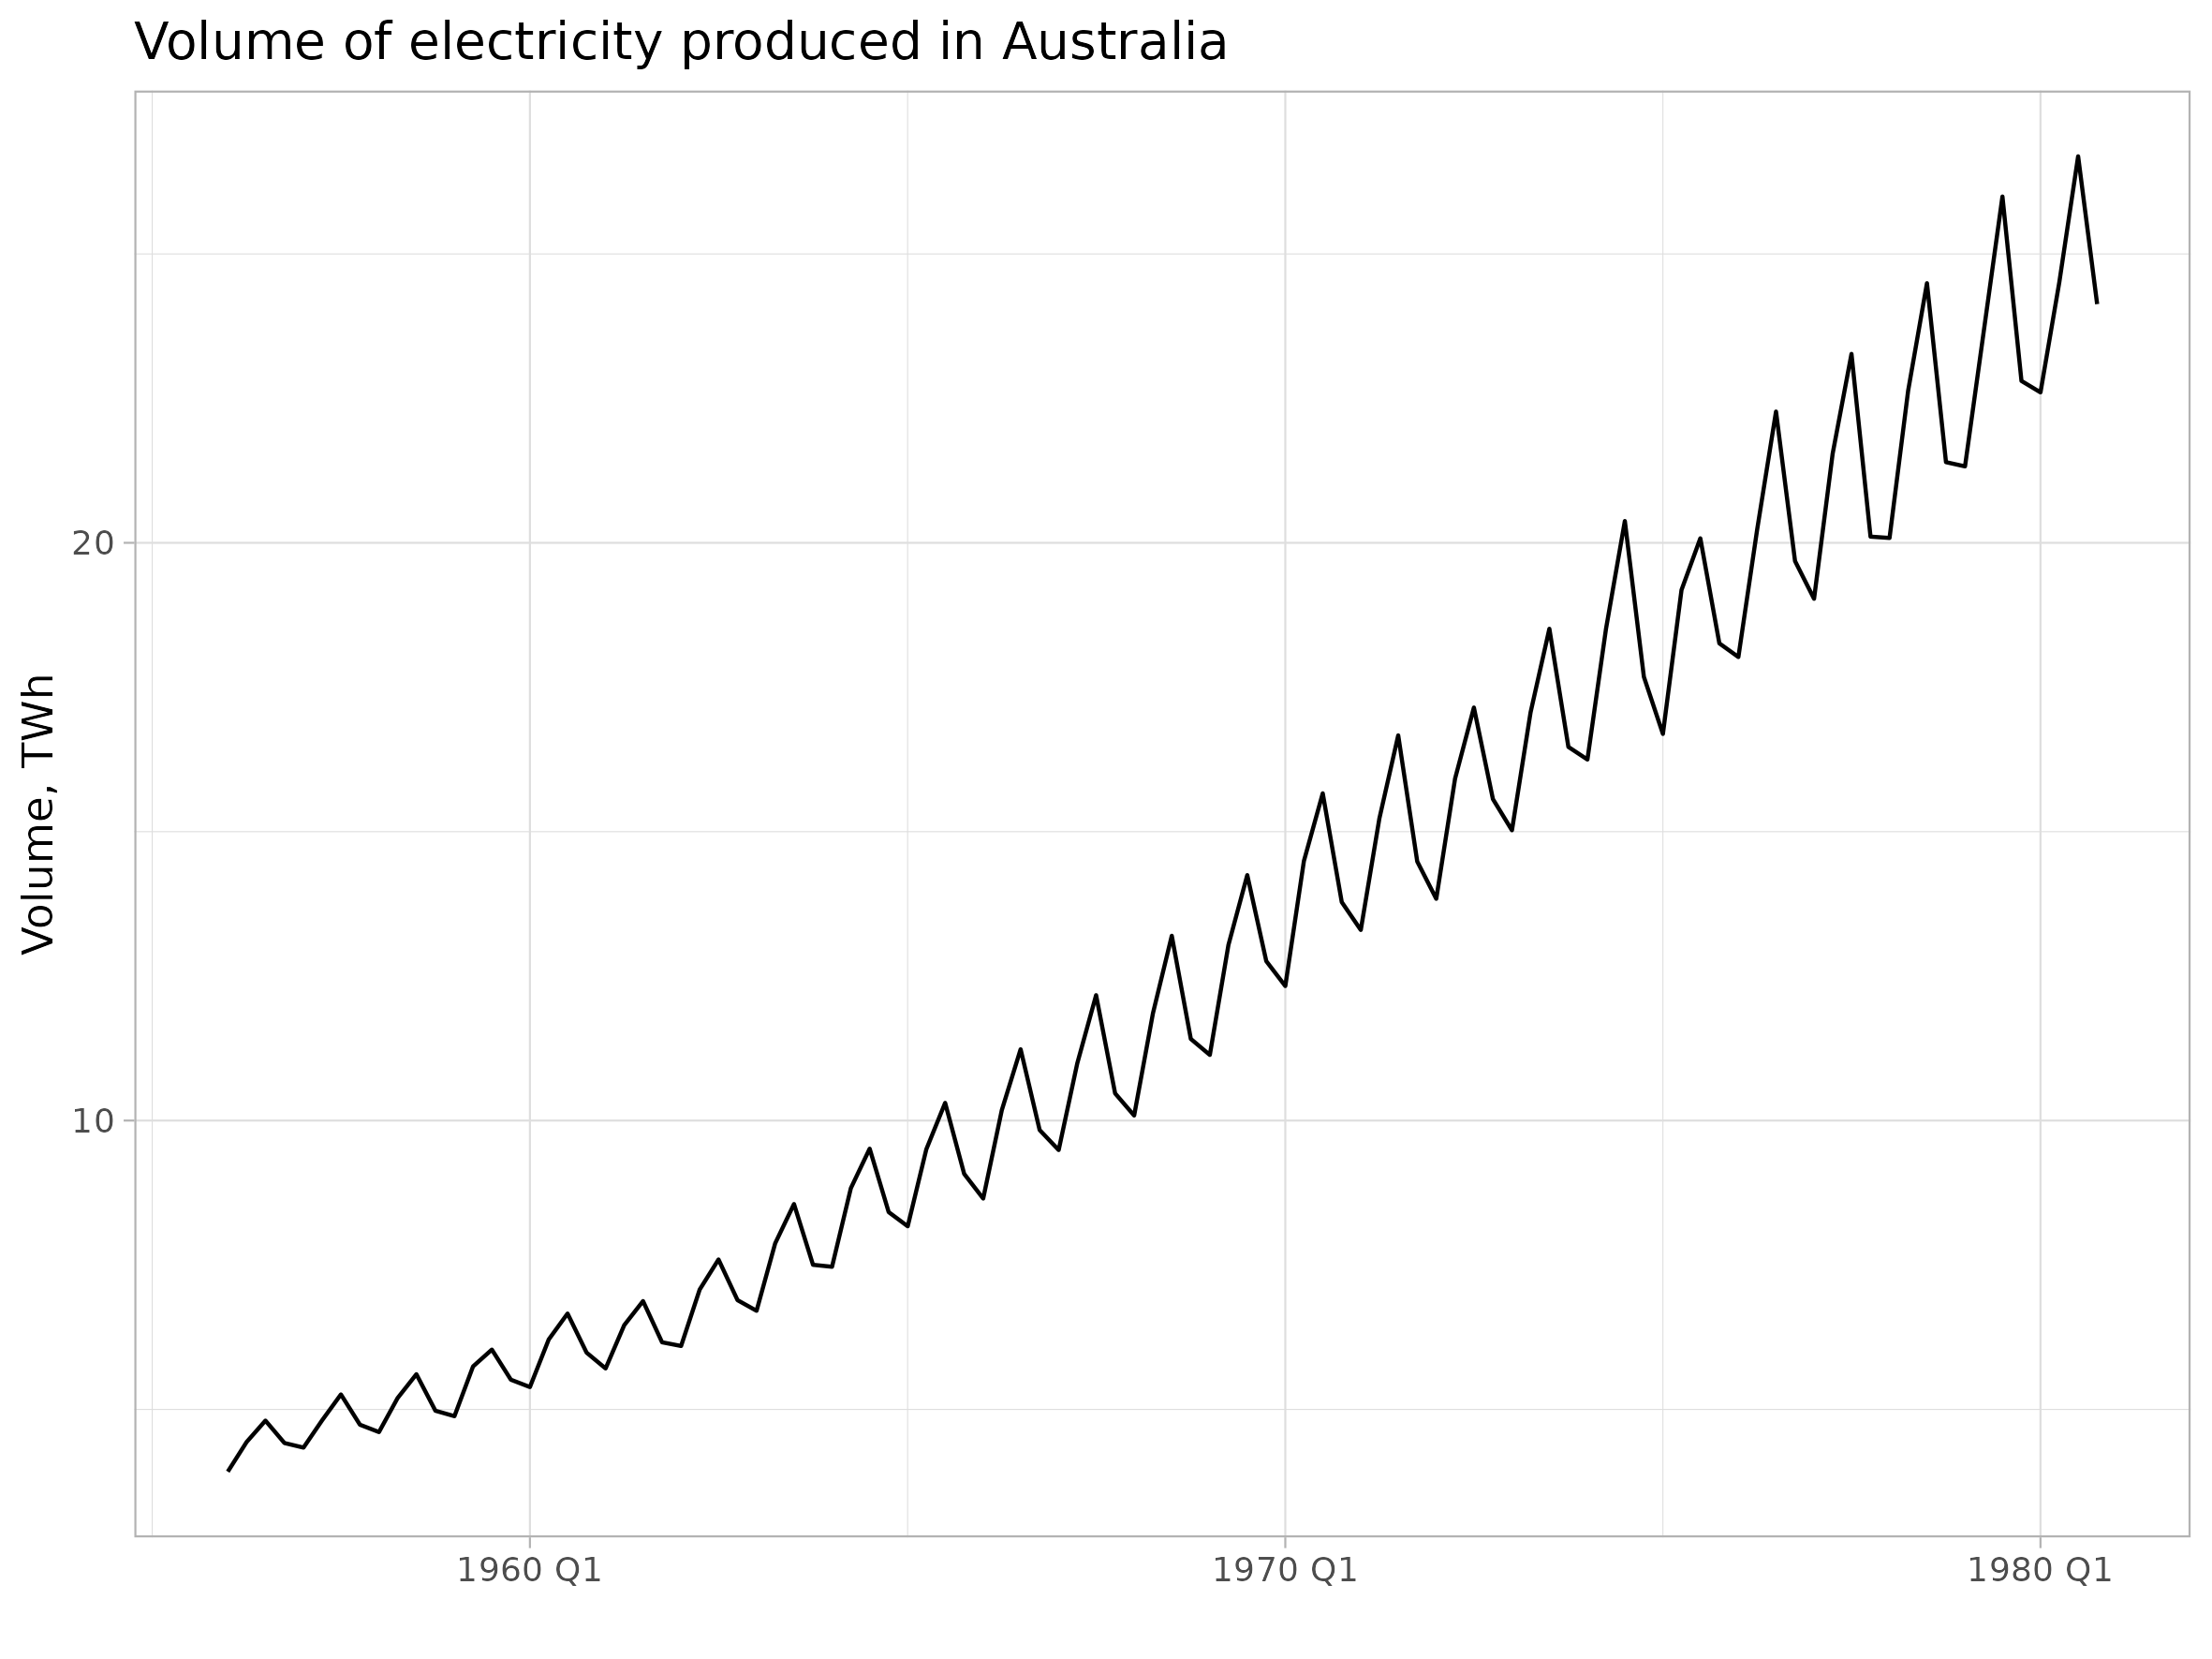 Volume of electricity produced in Australia
Volume, TWh
20
10
1960 Q1
1970 Q1
1980 Q1